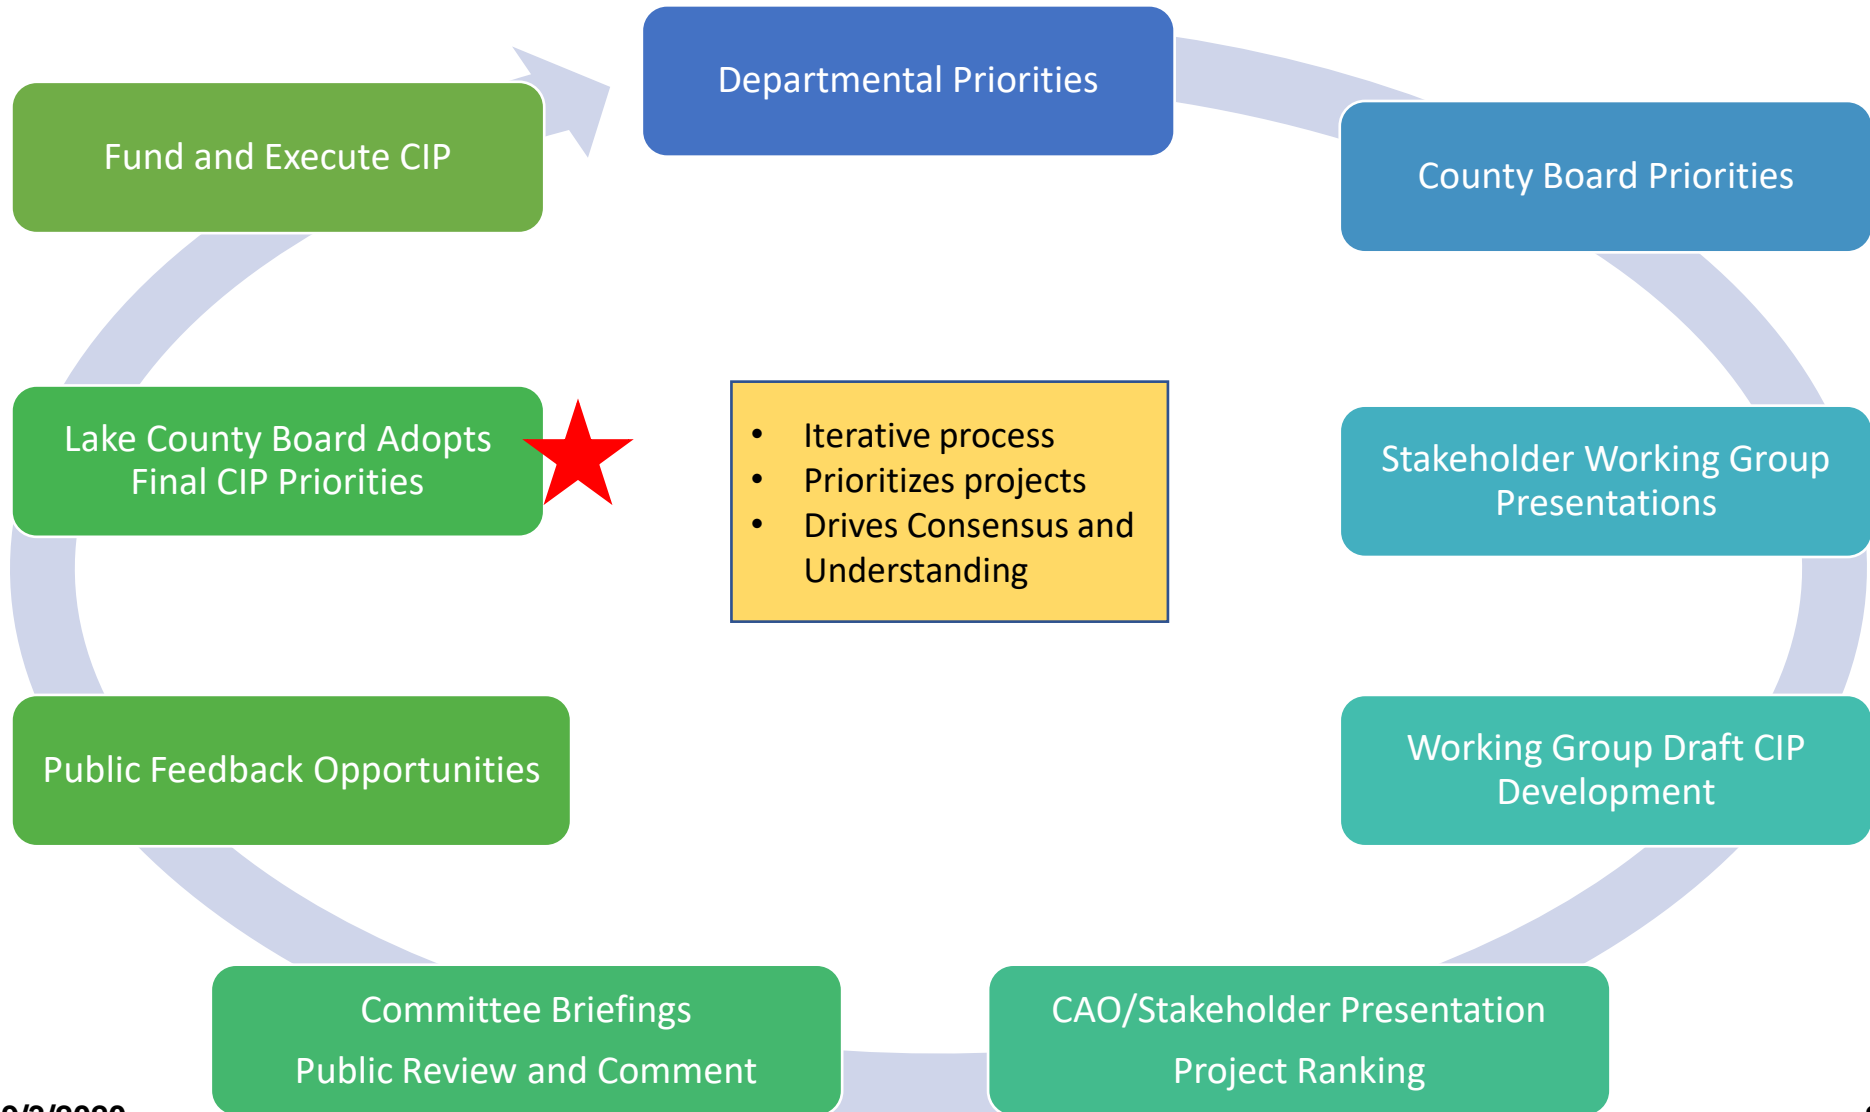 Departmental Priorities
County Board Priorities
Stakeholder Working Group
Presentations
Working Group Draft CIP
Development
CAO/Stakeholder Presentation
Project Ranking
Committee Briefings
Public Review and Comment
Public Feedback Opportunities
Lake County Board Adopts
Final CIP Priorities
Fund and Execute CIP
• Iterative process
• Prioritizes projects
• Drives Consensus and
Understanding